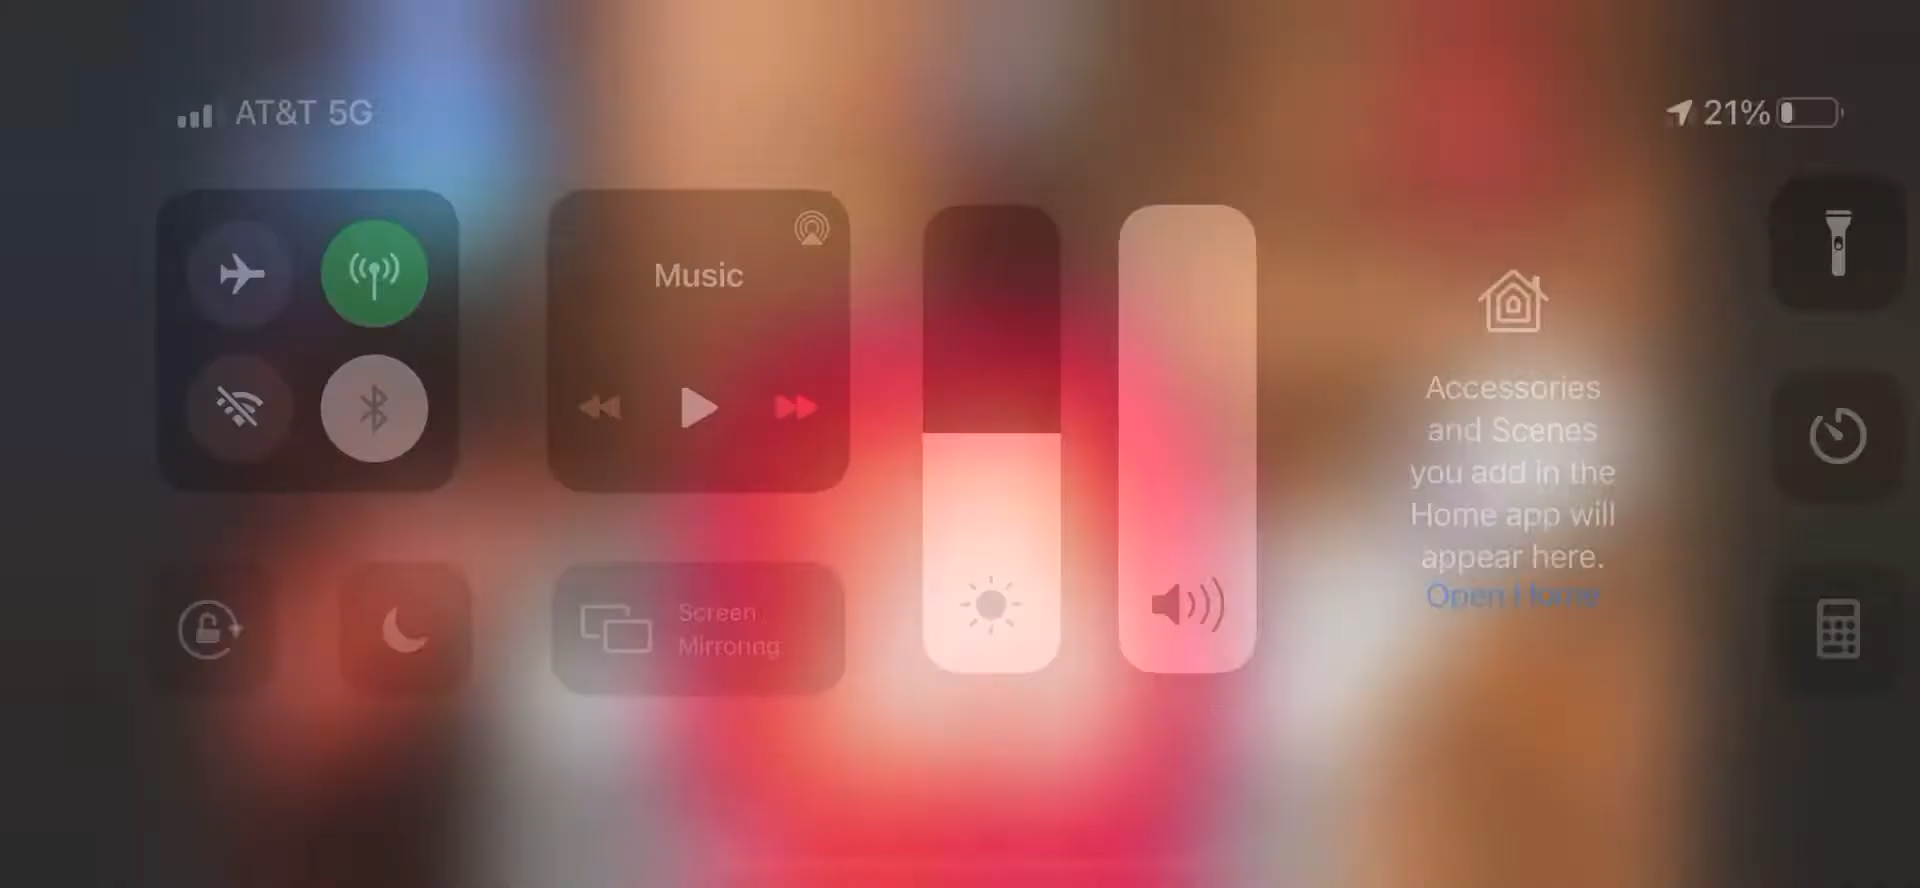 AT&T 5G
21%
Music
Screen
Mirroring
Accessories
and Scenes
you add in the
Home app will
appear here.
Open Home